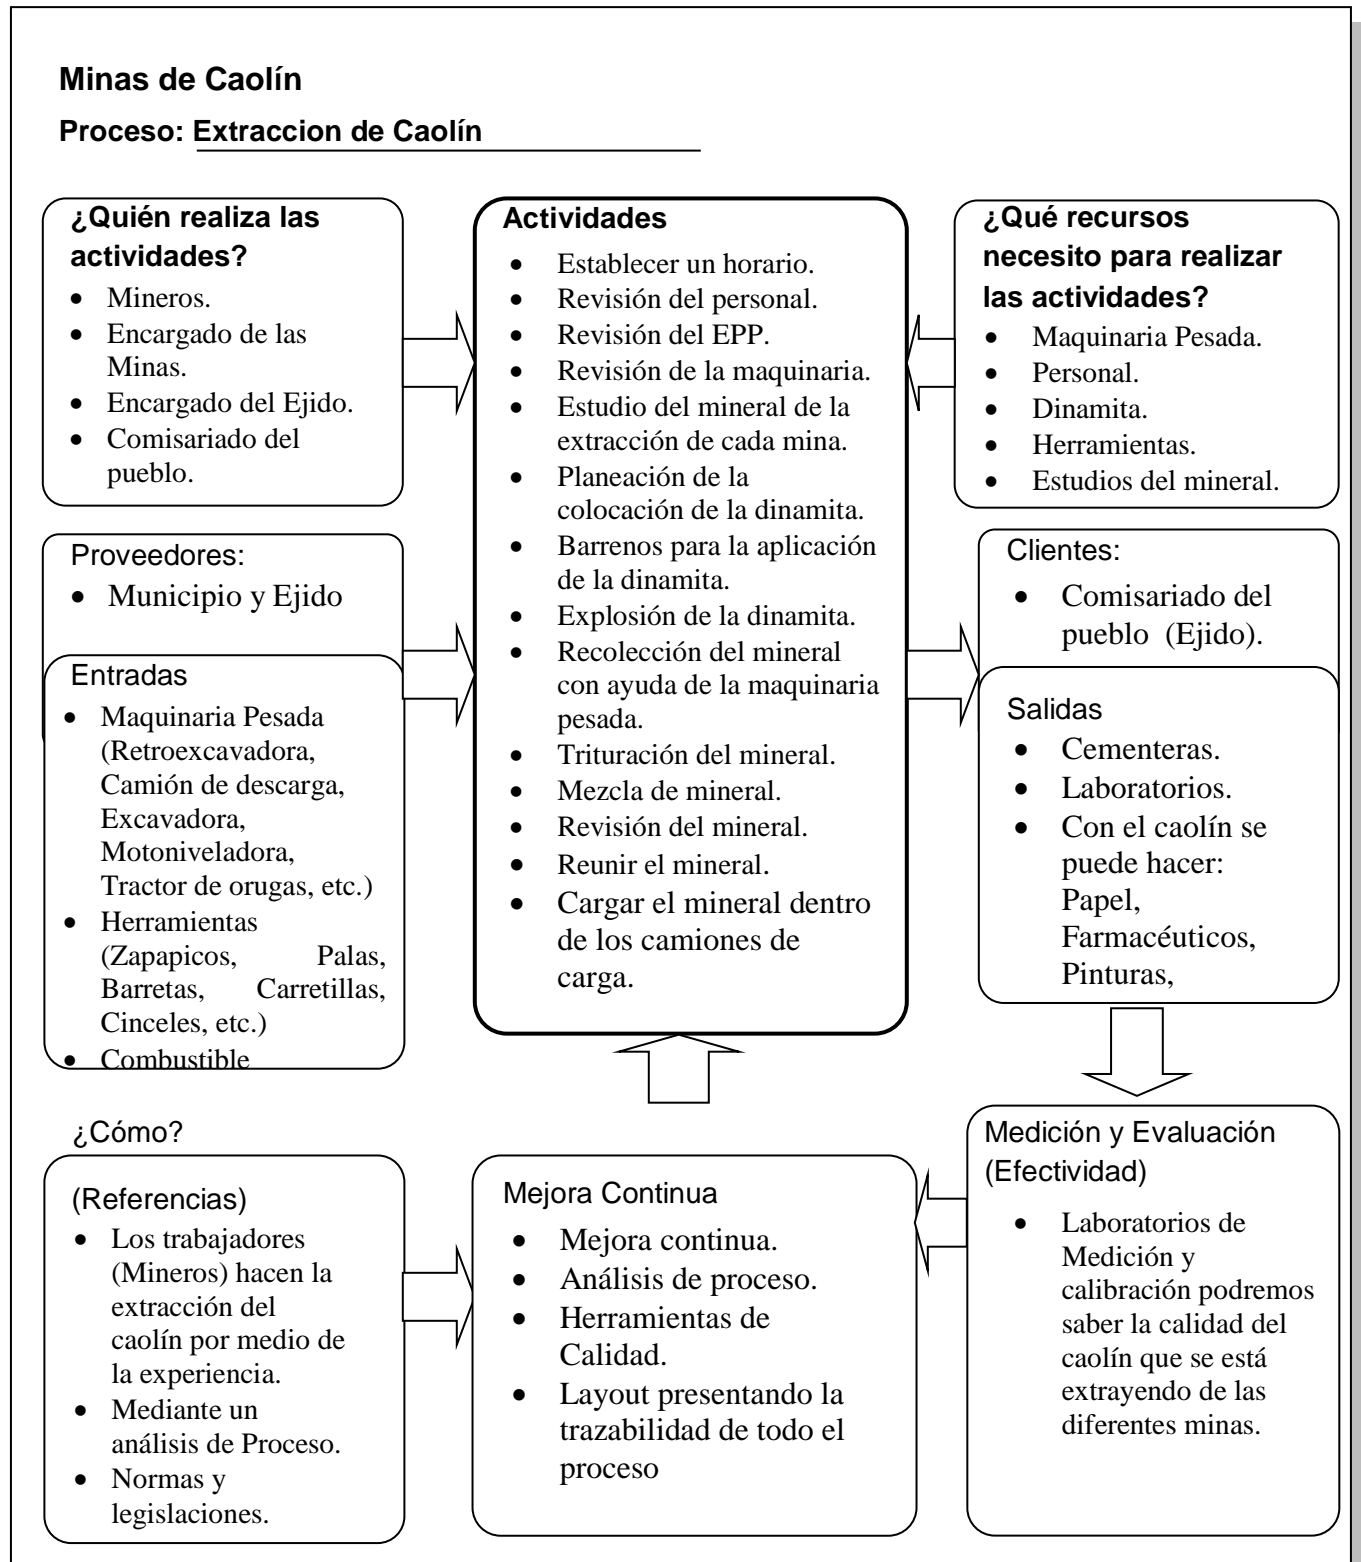 Minas de Caolín
Proceso: Extraccion de Caolín
¿Quién realiza las
actividades?
• Mineros.
• Encargado de las
Minas.
• Encargado del Ejido.
• Comisariado del
pueblo.
Actividades
• Establecer un horario.
• Revisión del personal.
• Revisión del EPP.
• Revisión de la maquinaria.
• Estudio del mineral de la
extracción de cada mina.
• Planeación de la
colocación de la dinamita.
• Barrenos para la aplicación
de la dinamita.
• Explosión de la dinamita.
• Recolección del mineral
con ayuda de la maquinaria
pesada.
• Trituración del mineral.
• Mezcla de mineral.
• Revisión del mineral.
• Reunir el mineral.
• Cargar el mineral dentro
de los camiones de
carga.
¿Qué recursos
necesito para realizar
las actividades?
• Maquinaria Pesada.
• Personal.
• Dinamita.
• Herramientas.
• Estudios del mineral.
Proveedores:
• Municipio y Ejido
Entradas
• Maquinaria Pesada
(Retroexcavadora,
Camión de descarga,
Excavadora,
Motoniveladora,
Tractor de orugas, etc.)
• Herramientas
(Zapapicos, Palas,
Barretas, Carretillas,
Cinceles, etc.)
• Combustible
Clientes:
• Comisariado del
pueblo (Ejido).
Salidas
• Cementeras.
• Laboratorios.
• Con el caolín se
puede hacer:
Papel,
Farmacéuticos,
Pinturas,
¿Cómo?
(Referencias)
• Los trabajadores
(Mineros) hacen la
extracción del
caolín por medio de
la experiencia.
• Mediante un
análisis de Proceso.
• Normas y
legislaciones.
Mejora Continua
• Mejora continua.
• Análisis de proceso.
• Herramientas de
Calidad.
• Layout presentando la
trazabilidad de todo el
proceso
Medición y Evaluación
(Efectividad)
• Laboratorios de
Medición y
calibración podremos
saber la calidad del
caolín que se está
extrayendo de las
diferentes minas.